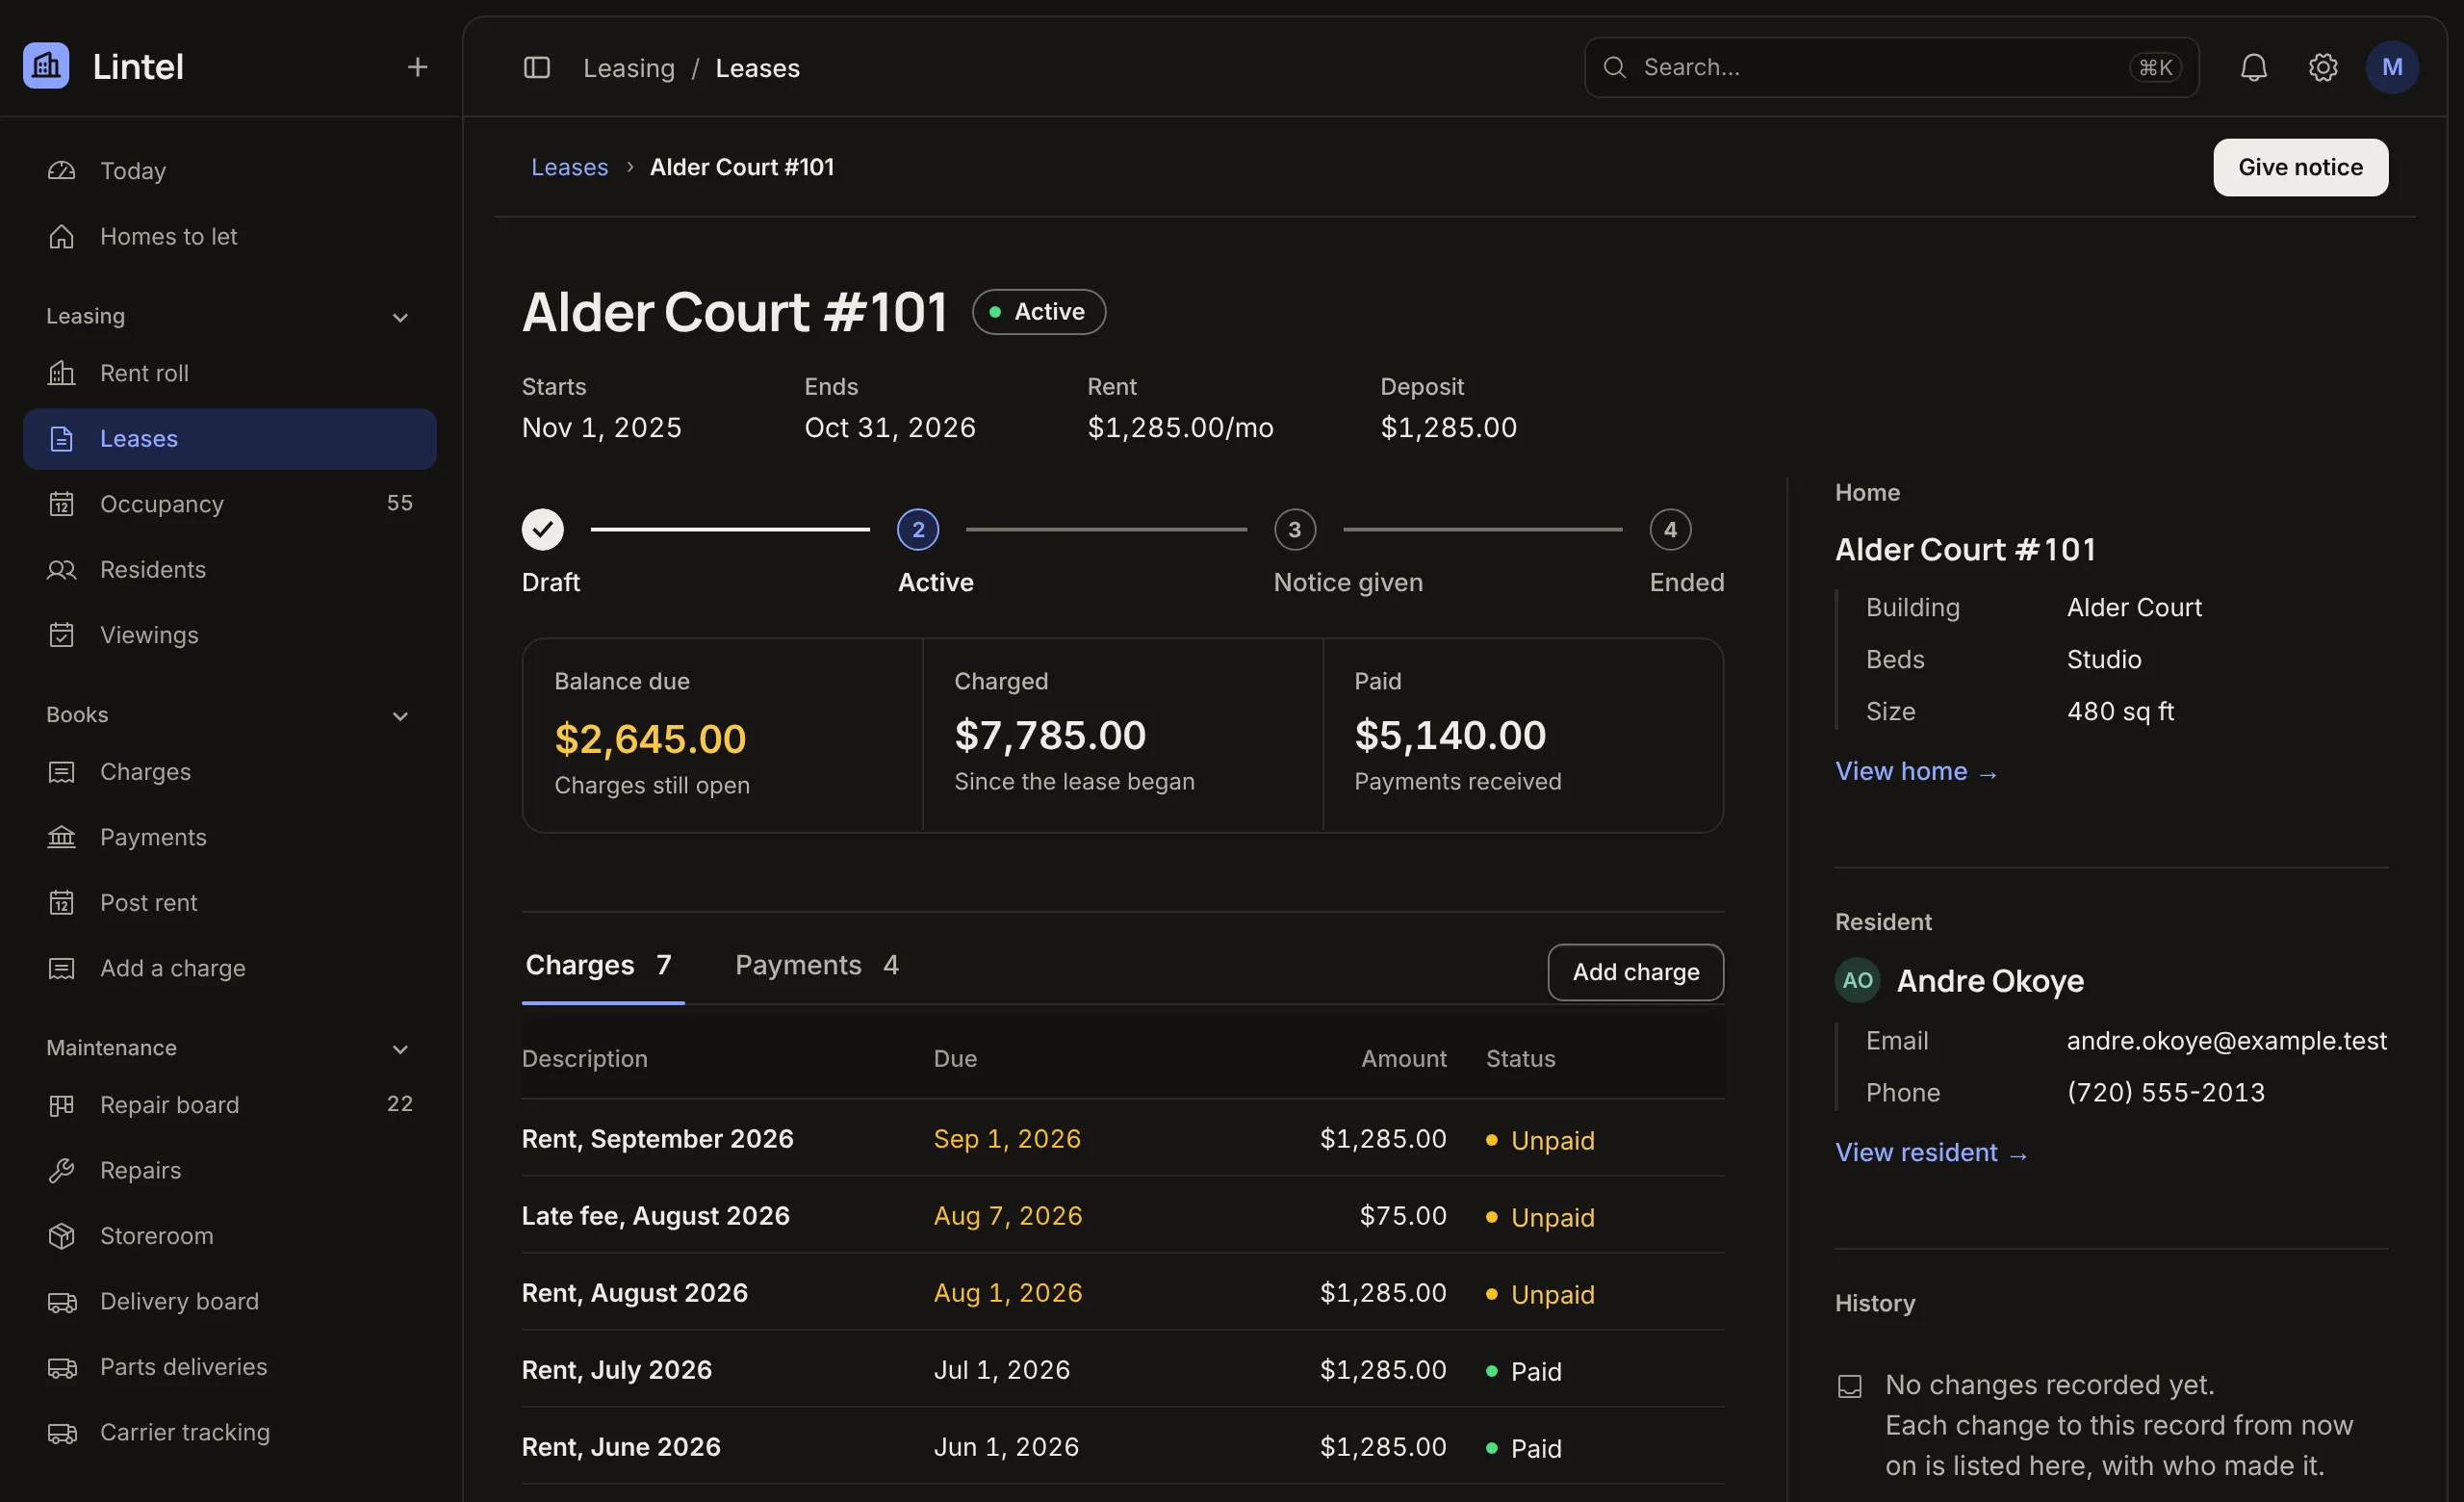 Lintel
Leasing / Leases
Search...
⌘K
M
Today
Homes to let
Leasing
Rent roll
Leases
Occupancy 55
Residents
Viewings
Books
Charges
Payments
Post rent
Add a charge
Maintenance
Repair board 22
Repairs
Storeroom
Delivery board
Parts deliveries
Carrier tracking
Leases › Alder Court #101
Give notice
Alder Court #101 Active
Starts Ends Rent Deposit
Nov 1, 2025 Oct 31, 2026 $1,285.00/mo $1,285.00
2 3 4
Draft Active Notice given Ended
Balance due Charged Paid
$2,645.00 $7,785.00 $5,140.00
Charges still open Since the lease began Payments received
Charges 7 Payments 4 Add charge
Description Due Amount Status
Rent, September 2026 Sep 1, 2026 $1,285.00 Unpaid
Late fee, August 2026 Aug 7, 2026 $75.00 Unpaid
Rent, August 2026 Aug 1, 2026 $1,285.00 Unpaid
Rent, July 2026 Jul 1, 2026 $1,285.00 Paid
Rent, June 2026 Jun 1, 2026 $1,285.00 Paid
Home
Alder Court #101
Building Alder Court
Beds Studio
Size 480 sq ft
View home →
Resident
AO Andre Okoye
Email andre.okoye@example.test
Phone (720) 555-2013
View resident →
History
No changes recorded yet.
Each change to this record from now
on is listed here, with who made it.